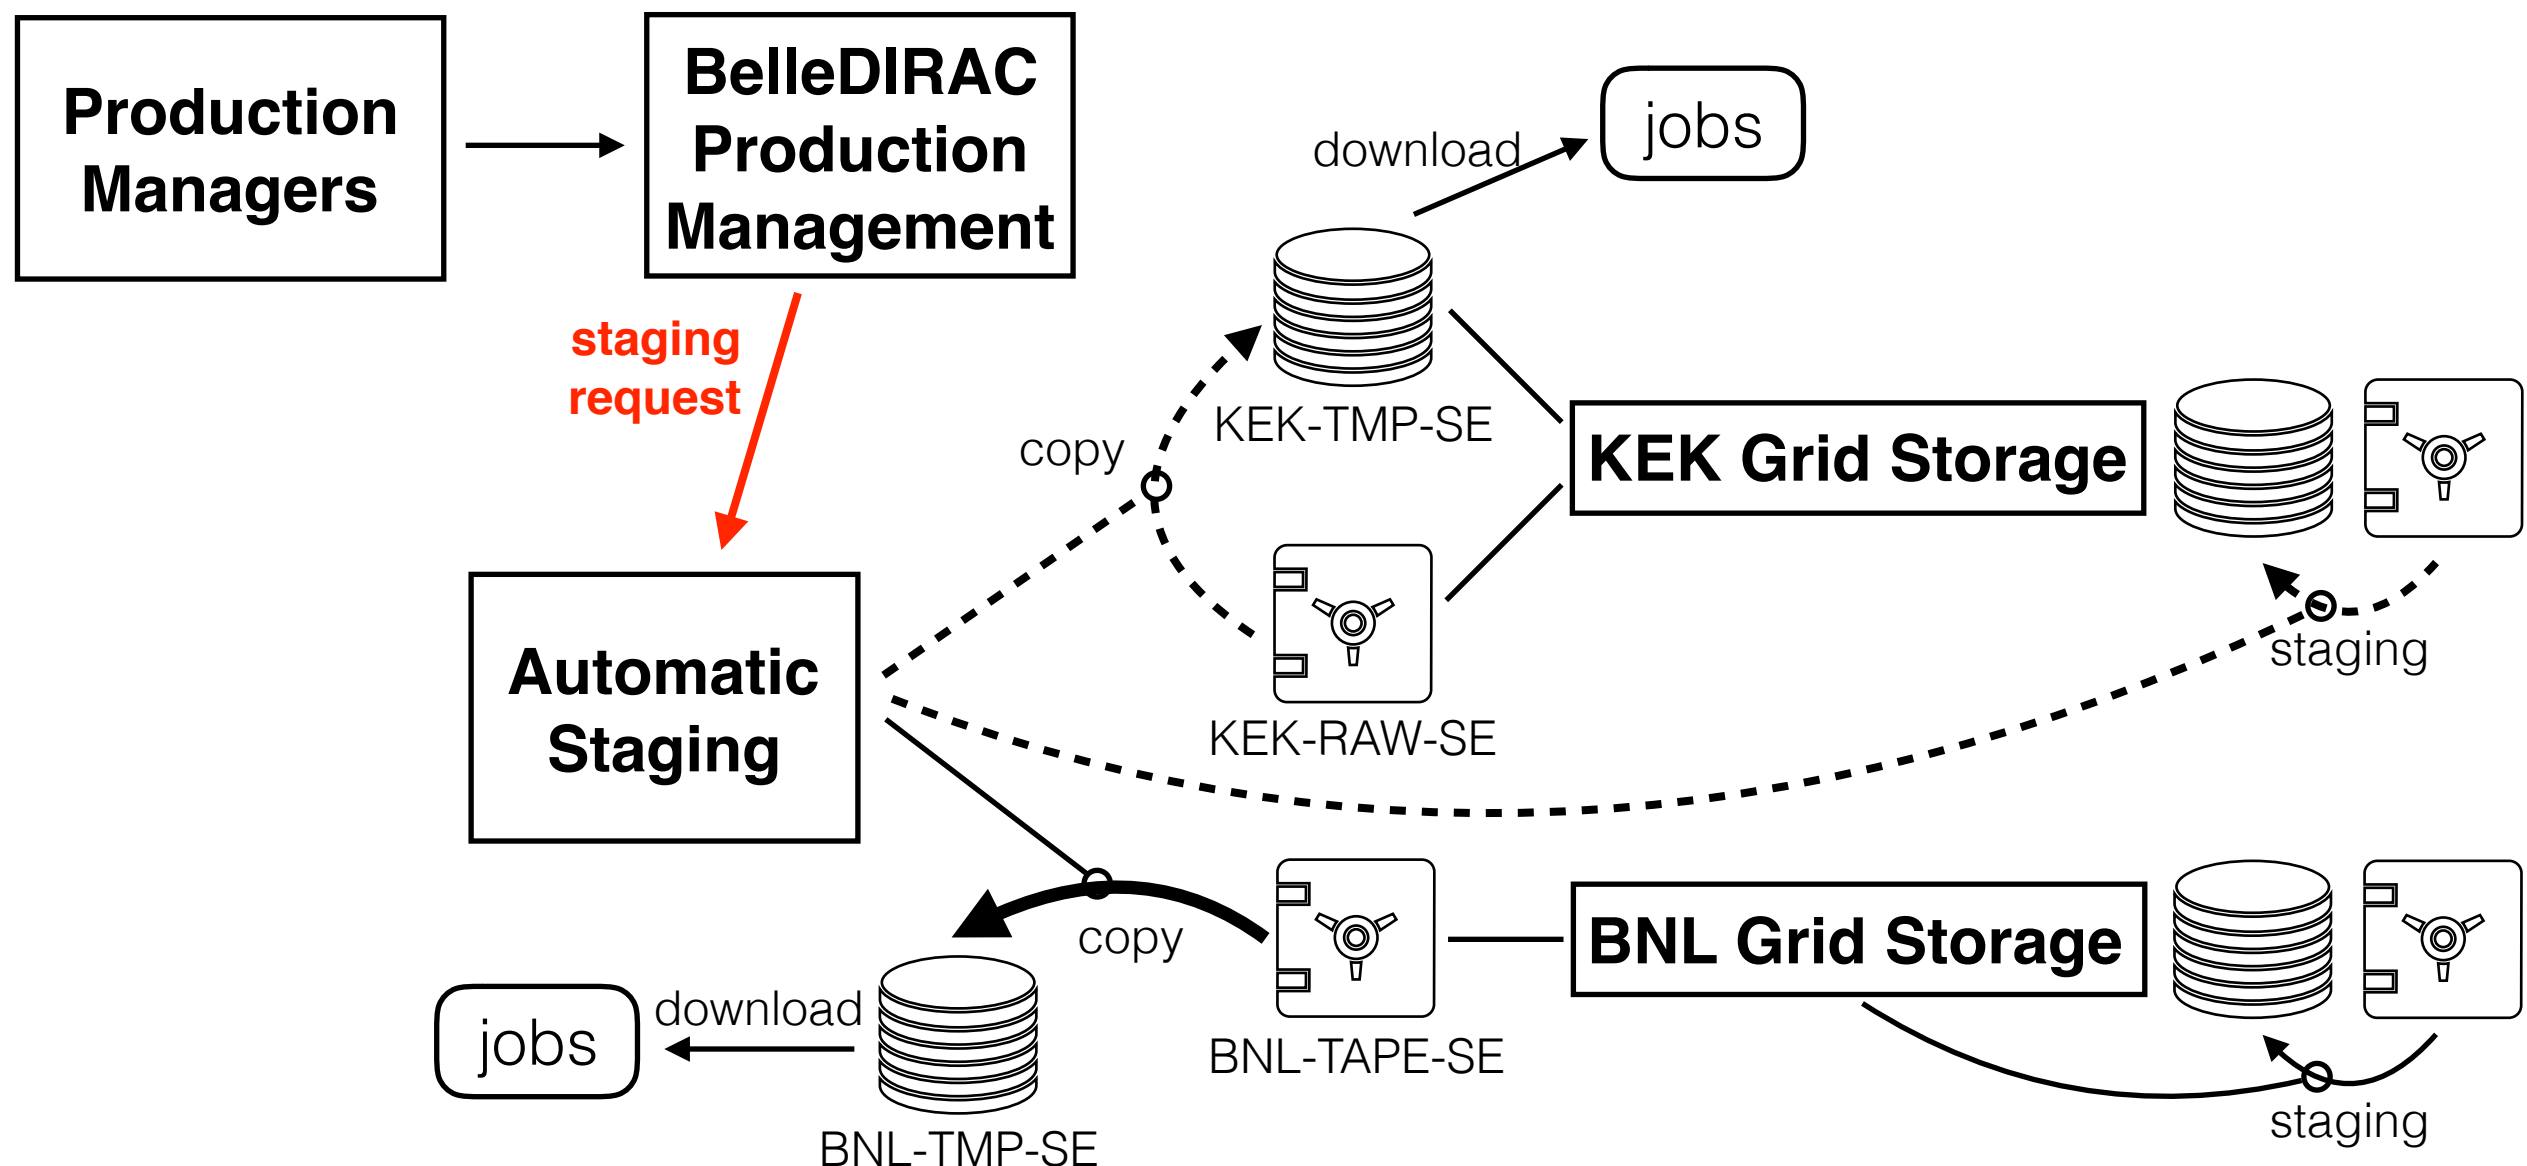 Production
Managers
BelleDIRAC
Production
Management
download
jobs
staging
request
copy
KEK-TMP-SE
KEK Grid Storage
staging
Automatic
Staging
KEK-RAW-SE
copy
BNL Grid Storage
jobs
download
BNL-TAPE-SE
BNL-TMP-SE
staging